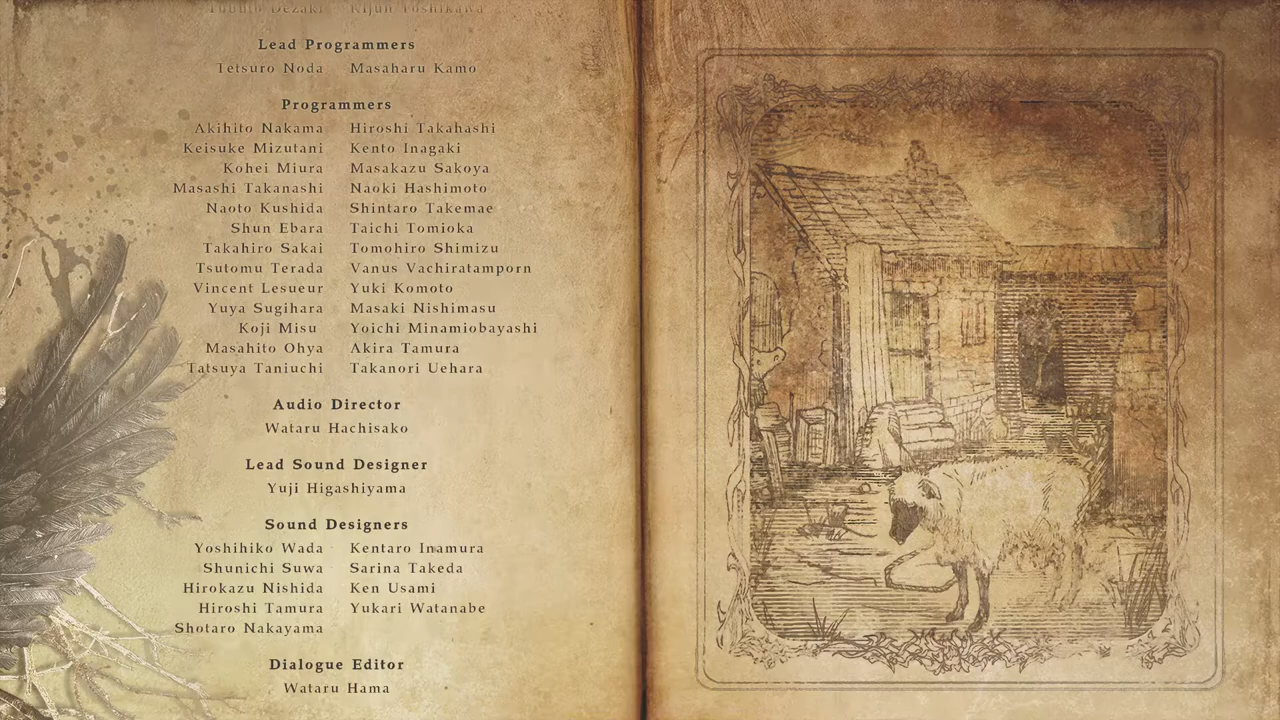 Lead Programmers
Tetsuro Noda Masaharu Kamo
Programmers
Akihito Nakama Hiroshi Takahashi
Keisuke Mizutani Kento Inagaki
Kohei Miura Masakazu Sakoya
Masashi Takanashi Naoki Hashimoto
Naoto Kushida Shintaro Takemae
Shun Ebara Taichi Tomioka
Takahiro Sakai Tomohiro Shimizu
Tsutomu Terada Vanus Vachiratamporn
Vincent Lesueur Yuki Komoto
Yuya Sugihara Masaki Nishimasu
Koji Misu Yoichi Minamiobayashi
Masahito Ohya Akira Tamura
Tatsuya Taniuchi Takanori Uehara
Audio Director
Wataru Hachisako
Lead Sound Designer
Yuji Higashiyama
Sound Designers
Yoshihiko Wada Kentaro Inamura
Shunichi Suwa Sarina Takeda
Hirokazu Nishida Ken Usami
Hiroshi Tamura Yukari Watanabe
Shotaro Nakayama
Dialogue Editor
Wataru Hama